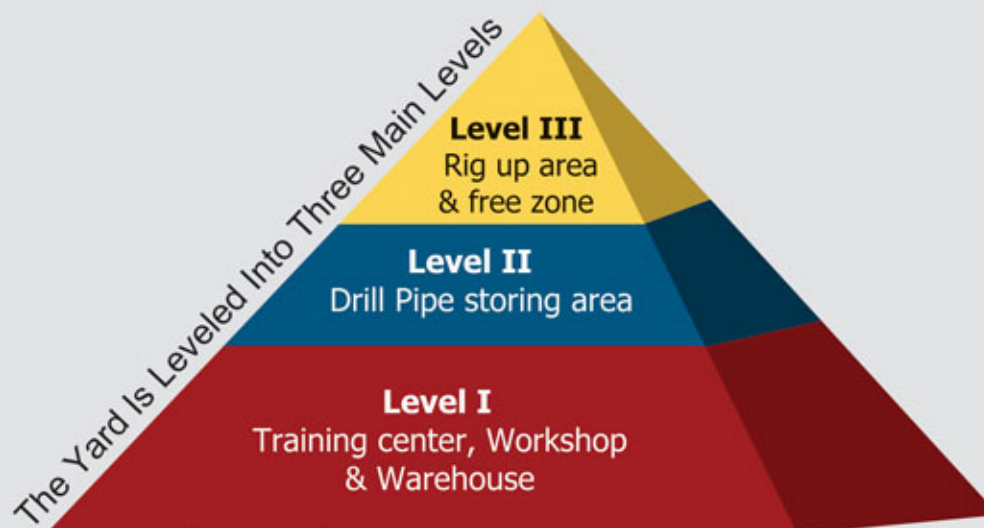 The Yard Is Leveled Into Three Main Levels
Level III
Rig up area
& free zone
Level II
Drill Pipe storing area
Level I
Training center, Workshop
& Warehouse